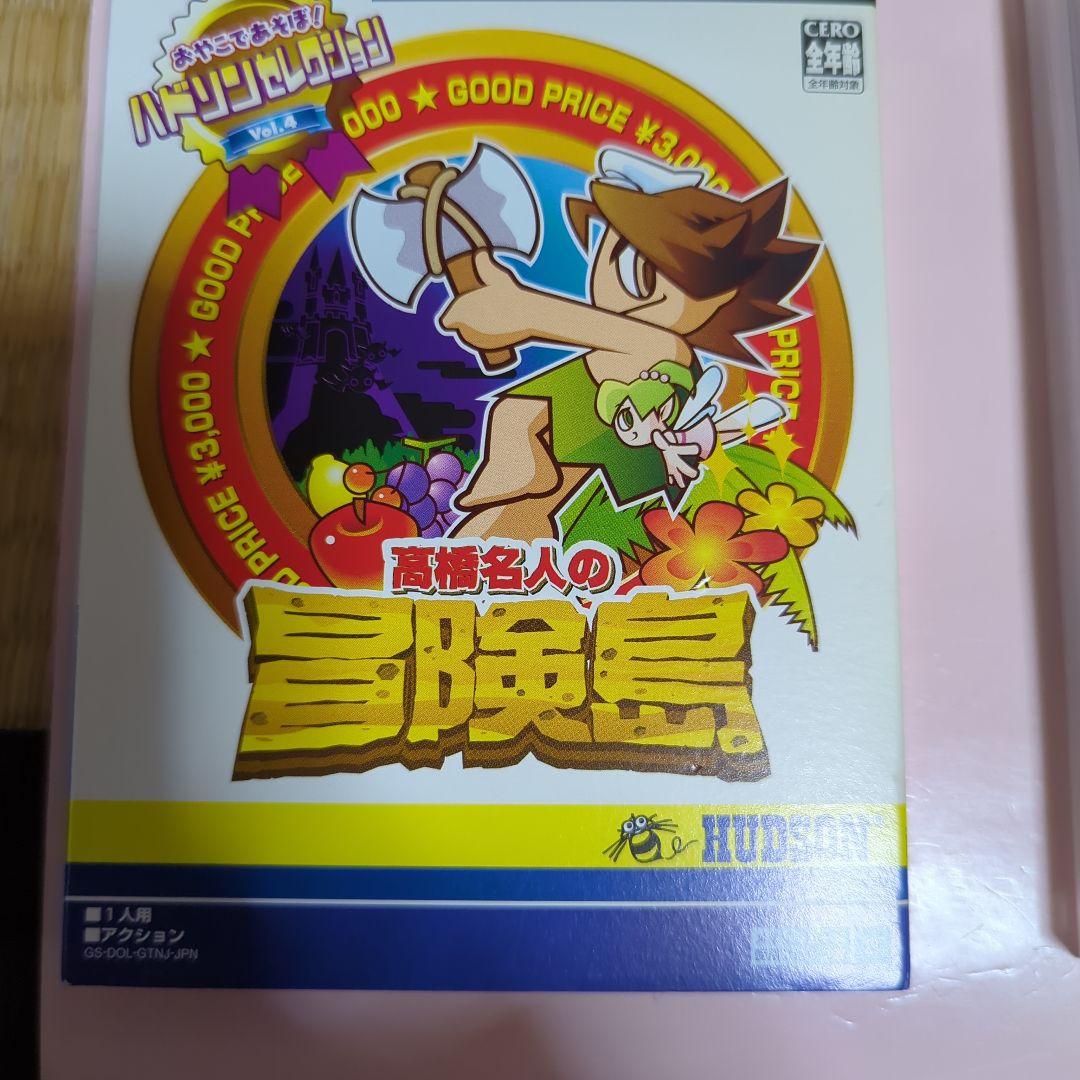 おやこであそぼ!
ハドソンセレクション
Vol.4
CERO
全年齢
全年齢対象
000 ★ GOOD PRICE ¥3,000
PRICE ¥3,000 ★ GOOD PRICE
PRICE
高橋名人の
冒険島。
HUDSON
■1人用
■アクション
GS-DOL-GTNJ-JPN